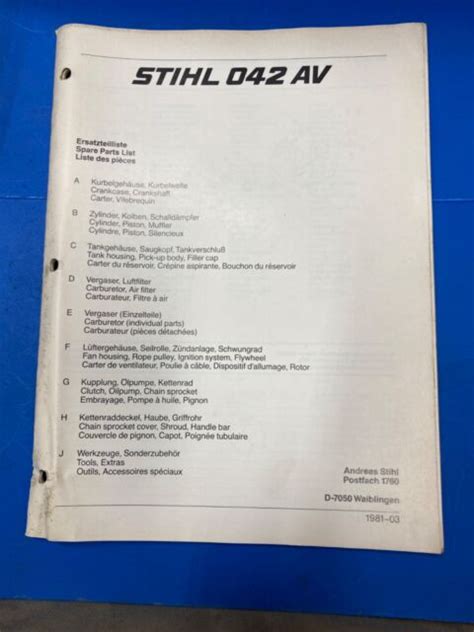 STIHL 042 AV
Ersatzteilliste
Spare Parts List
Liste des pièces
A Kurbelgehäuse, Kurbelwelle
Crankcase, Crankshaft
Carter, Vilebrequin
B Zylinder, Kolben, Schalldämpfer
Cylinder, Piston, Muffler
Cylindre, Piston, Silencieux
C Tankgehäuse, Saugkopf, Tankverschluß
Tank housing, Pick-up body, Filler cap
Carter du réservoir, Crépine aspirante, Bouchon du réservoir
D Vergaser, Luftfilter
Carburetor, Air filter
Carburateur, Filtre à air
E Vergaser (Einzelteile)
Carburetor (individual parts)
Carburateur (pièces détachées)
F Lüftergehäuse, Seilrolle, Zündanlage, Schwungrad
Fan housing, Rope pulley, Ignition system, Flywheel
Carter de ventilateur, Poulie à câble, Dispositif d'allumage, Rotor
G Kupplung, Ölpumpe, Kettenrad
Clutch, Oilpump, Chain sprocket
Embrayage, Pompe à huile, Pignon
H Kettenraddeckel, Haube, Griffrohr
Chain sprocket cover, Shroud, Handle bar
Couvercle de pignon, Capot, Poignée tubulaire
J Werkzeuge, Sonderzubehör
Tools, Extras
Outils, Accessoires spéciaux
Andreas Stihl
Postfach 1760
D-7050 Waiblingen
1981-03